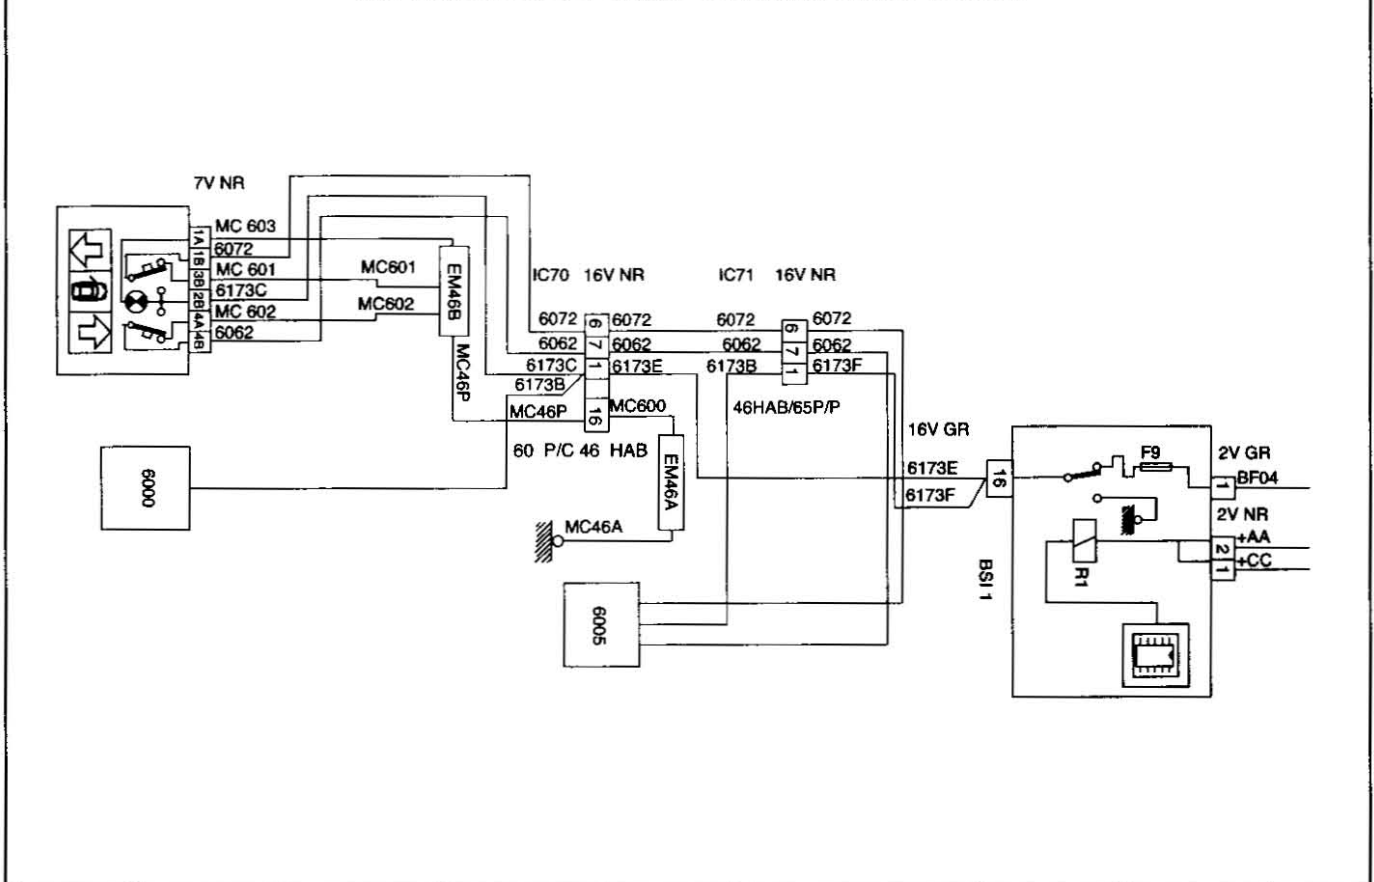 7V NR
1A
MC 603
1B
6072
3B
MC 601
2B
6173C
4A
MC 602
4B
6062
MC601
MC602
EM46B
MC46P
IC70 16V NR
IC71 16V NR
6072 6 6072
6072 6 6072
6062 7 6062
6062 7 6062
6173C 1 6173E
6173B 1 6173F
6173B
MC46P 16 MC600
46HAB/65P/P
60 P/C 46 HAB
EM46A
MC46A
6000
6005
16V GR
6173E
16
6173F
BSI 1
F9
2V GR
1
BF04
2V NR
2
+AA
1
+CC
R1